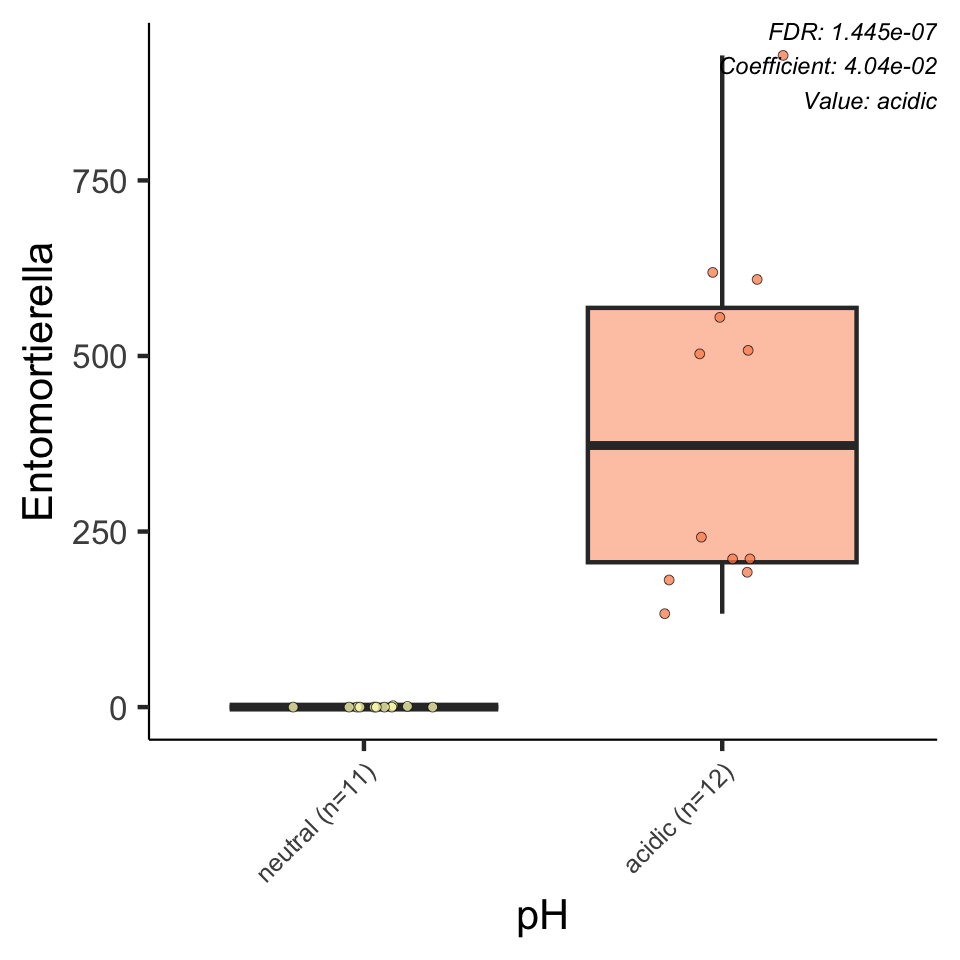 FDR: 1.445e-07
Coefficient: 4.04e-02
Value: acidic
Entomortierella
750
500
250
0
neutral (n=11)
acidic (n=12)
pH